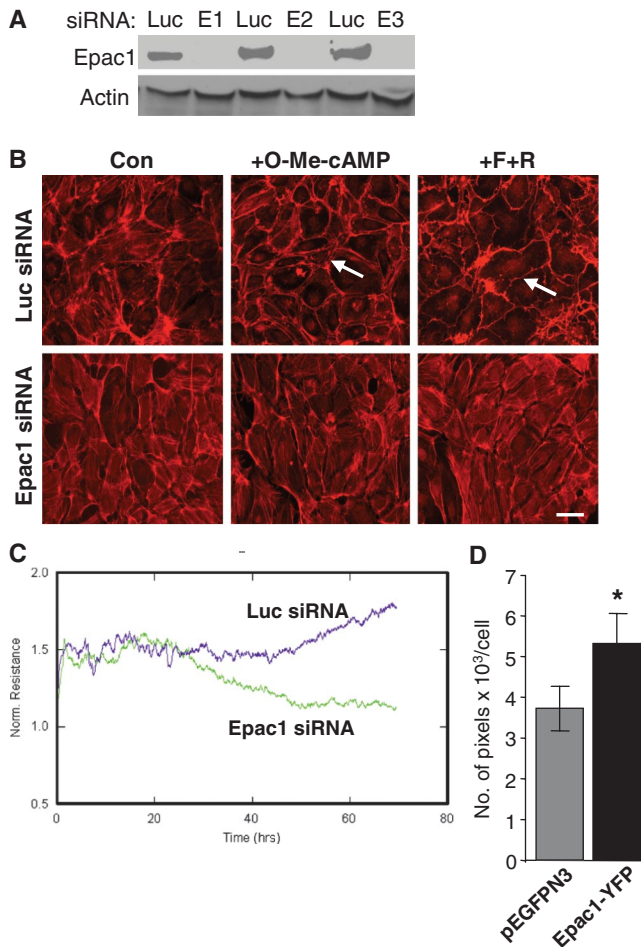 A
siRNA: Luc E1 Luc E2 Luc E3
Epac1
Actin
B
Con +O-Me-cAMP +F+R
Luc siRNA
Epac1 siRNA
C
2.0
1.5
1.0
0.5
Norm. Resistance
Luc siRNA
Epac1 siRNA
0 20 40 60 80
Time (hrs)
D
7
6
5
4
3
2
1
0
No. of pixels x 10³/cell
*
pEGFPN3
Epac1-YFP